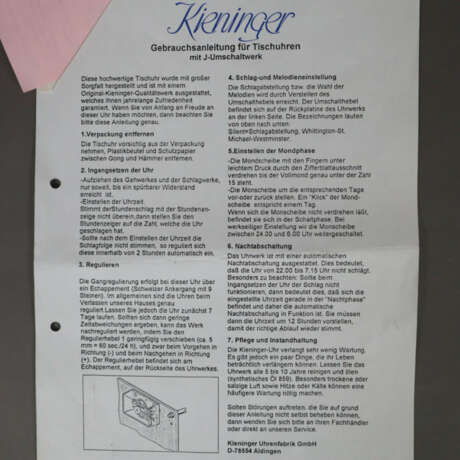 Kieninger
Gebrauchsanleitung für Tischuhren
mit J-Umschaltwerk
Diese hochwertige Tischuhr wurde mit großer
Sorgfalt hergestellt und ist mit einem
Original-Kieninger-Qualitätswerk ausgestattet,
welches Ihnen jahrelange Zufriedenheit
garantiert. Wenn Sie von Anfang an Freude an
dieser Uhr haben möchten, dann beachten Sie
bitte diese Anleitung genau.
1.Verpackung entfernen
Die Tischuhr vorsichtig aus der Verpackung
nehmen, Plastikbeutel und Schutzpapier
zwischen Gong und Hämmer entfernen.
2. Ingangsetzen der Uhr
-Aufziehen des Gehwerkes und der Schlagwerke,
nur soweit, bis ein spürbarer Widerstand
erreicht ist.
-Einstellen der Uhrzeit.
Stimmt der Stundenschlag mit der Stundenan-
zeige nicht überein,dann stellen Sie den
Stundenzeiger auf die Zahl, welche die Uhr
geschlagen hat.
-Sollte nach dem Einstellen der Uhrzeit die
Schlagfolge nicht stimmen, so reguliert sich
diese innerhalb von 2 Stunden automatisch ein.
3. Regulieren
Die Gangregulierung erfolgt bei dieser Uhr über
ein Echappement (Schweizer Ankergang mit 9
Steinen). Im allgemeinen sind die Uhren beim
Verlassen unseres Hauses genau
reguliert.Lassen Sie jedoch die Uhr zunächst 7
Tage laufen. Sollten sich dann geringe
Zeitabweichungen ergeben, kann das Werk
nachreguliert werden, indem Sie den
Regulierhebel 1 geringfügig verschieben (ca. 5
mm = 60 sec./24 h), und zwar beim Vorgehen in
Richtung (-) und beim Nachgehen in Richtung
(+). Der Regulierhebel befindet sich am
Echappement, auf der Rückseite des Uhrwerkes.
4. Schlag-und Melodieneinstellung
Die Schlagabstellung bzw. die Wahl der
Melodien wird durch Verstellen des
Umschalthebels erreicht. Der Umschalthebel
befindet sich auf der Rückplatine des Uhrwerks an
der linken Seite. Die Bezeichnungen lauten
von oben nach unten:
Silent=Schlagabstellung, Whittington-St.
Michael-Westminster.
5.Einstellen der Mondphase
-Die Mondscheibe mit den Fingern unter
leichtem Druck durch den Zifferblattausschnitt
verdrehen bis der Vollmond genau unter der Zahl
15 steht.
-Die Monscheibe um die entsprechenden Tage
vor-oder zurück stellen. Ein "Klick" der Mond-
scheibe entspricht einem Tag.
Wenn sich die Monscheibe nicht verdrehen läßt,
befindet sie sich in der Schaltphase. Bei
werkseitiger Einstellung wir die Monscheibe
zwischen 24.00 und 6.00 Uhr weitergeschaltet.
6. Nachtabschaltung
Das Uhrwerk ist mit einer automatischen
Nachtabschaltung ausgestattet. Dies bedeutet,
daß die Uhr von 22.00 bis 7.15 Uhr nicht schlägt.
Besonders zu beachten: Sollte beim
Ingangsetzen der Uhr der Schlag nicht
funktionieren, dann bedeutet dies, daß sich die
eingestellte Uhrzeit gerade in der "Nachtphase"
befindet und daher die automatische
Nachtabschaltung in Funktion ist. Sie müssen
dann die Uhrzeit um 12 Stunden vorstellen,
damit der richtige Ablauf wieder stimmt.
7. Pflege und Instandhaltung
Die Kieninger-Uhr verlangt sehr wenig Wartung.
Es gibt jedoch ein paar Dinge, die ihr Leben
beträchtlich verlängern können: Lassen Sie das
Uhrwerk alle 5 bis 10 Jahre reinigen und ölen
(synthetisches Öl 859). Besonders trockene oder
salzige Luft sowie Hitze oder Kälte können eine
häufigere Wartung nötig machen.
Sollten Störungen auftreten, die Sie auf grund
dieser Anleitung nicht selbst beheben können,
dann wenden Sie sich bitte an Ihren Fachhändler
oder direkt an unseren Service.
Kieninger Uhrenfabrik GmbH
D-78554 Aldingen